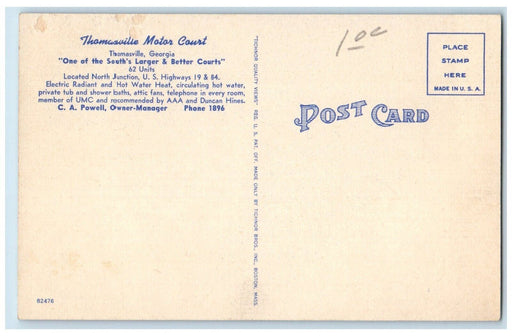 Thomasville Motor Court
Thomasville, Georgia
"One of the South's Larger & Better Courts"
62 Units
Located North Junction, U. S. Highways 19 & 84.
Electric Radiant and Hot Water Heat, circulating hot water,
private tub and shower baths, attic fans, telephone in every room,
member of UMC and recommended by AAA and Duncan Hines.
C. A. Powell, Owner-Manager Phone 1896
82476
"TICHNOR QUALITY VIEWS" REG. U. S. PAT. OFF. MADE ONLY BY TICHNOR BROS., INC., BOSTON, MASS.
1 00
POST CARD
PLACE
STAMP
HERE
MADE IN U. S. A.